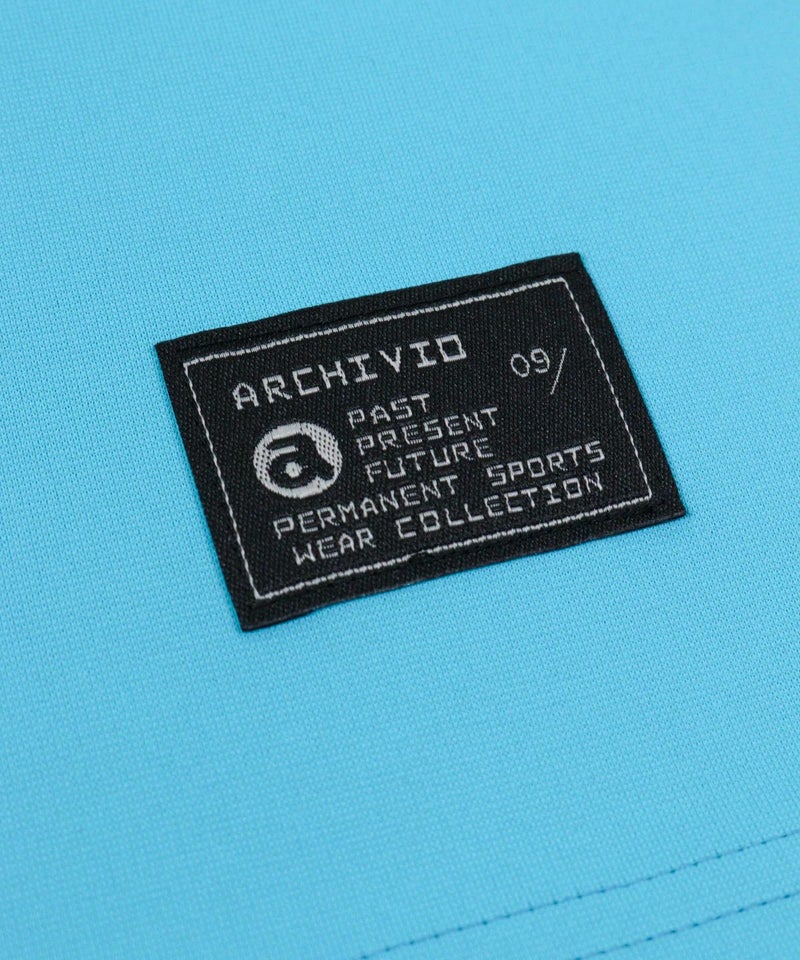 ARCHIVIO 09/
a
PAST
PRESENT
FUTURE
PERMANENT SPORTS
WEAR COLLECTION